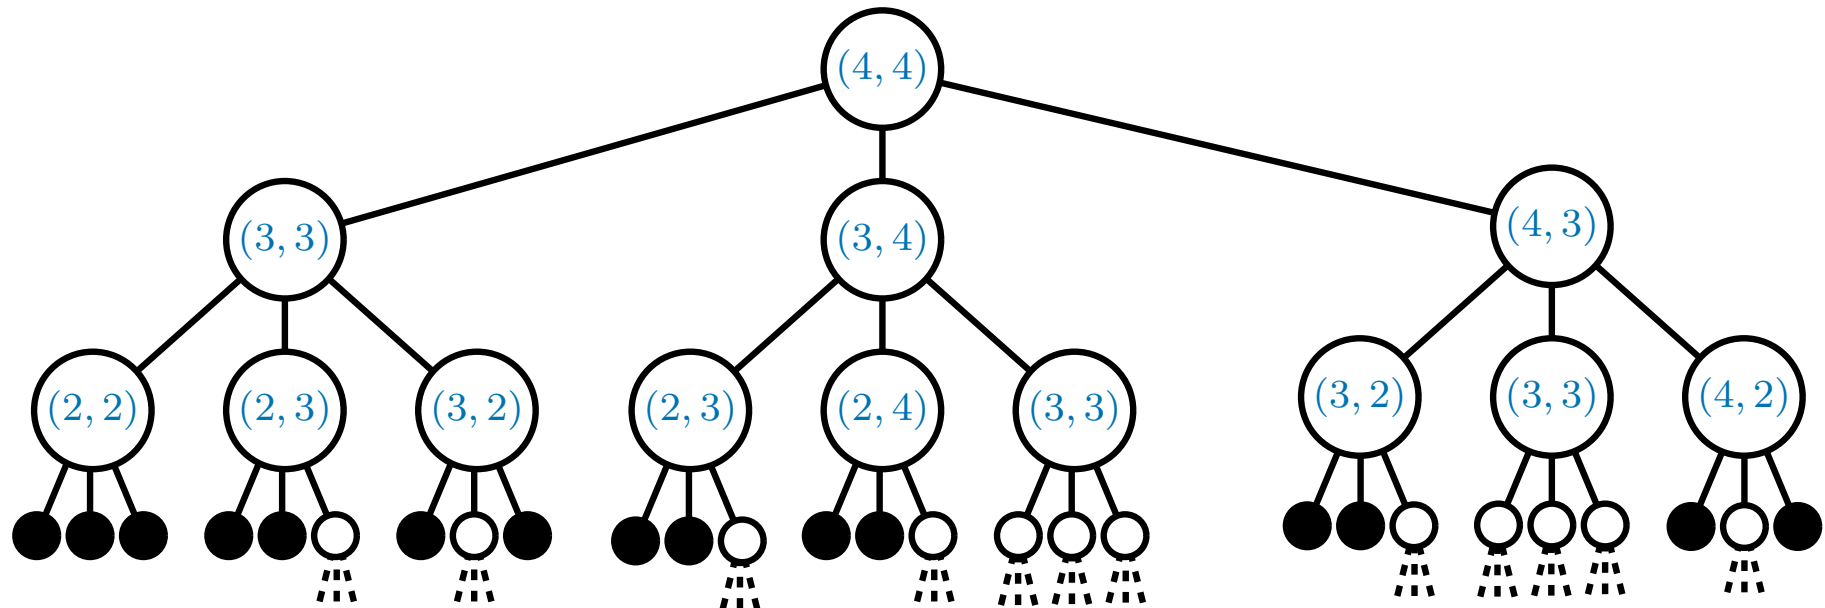 (4, 4)
(3, 3) (3, 4) (4, 3)
(2, 2) (2, 3) (3, 2) (2, 3) (2, 4) (3, 3) (3, 2) (3, 3) (4, 2)